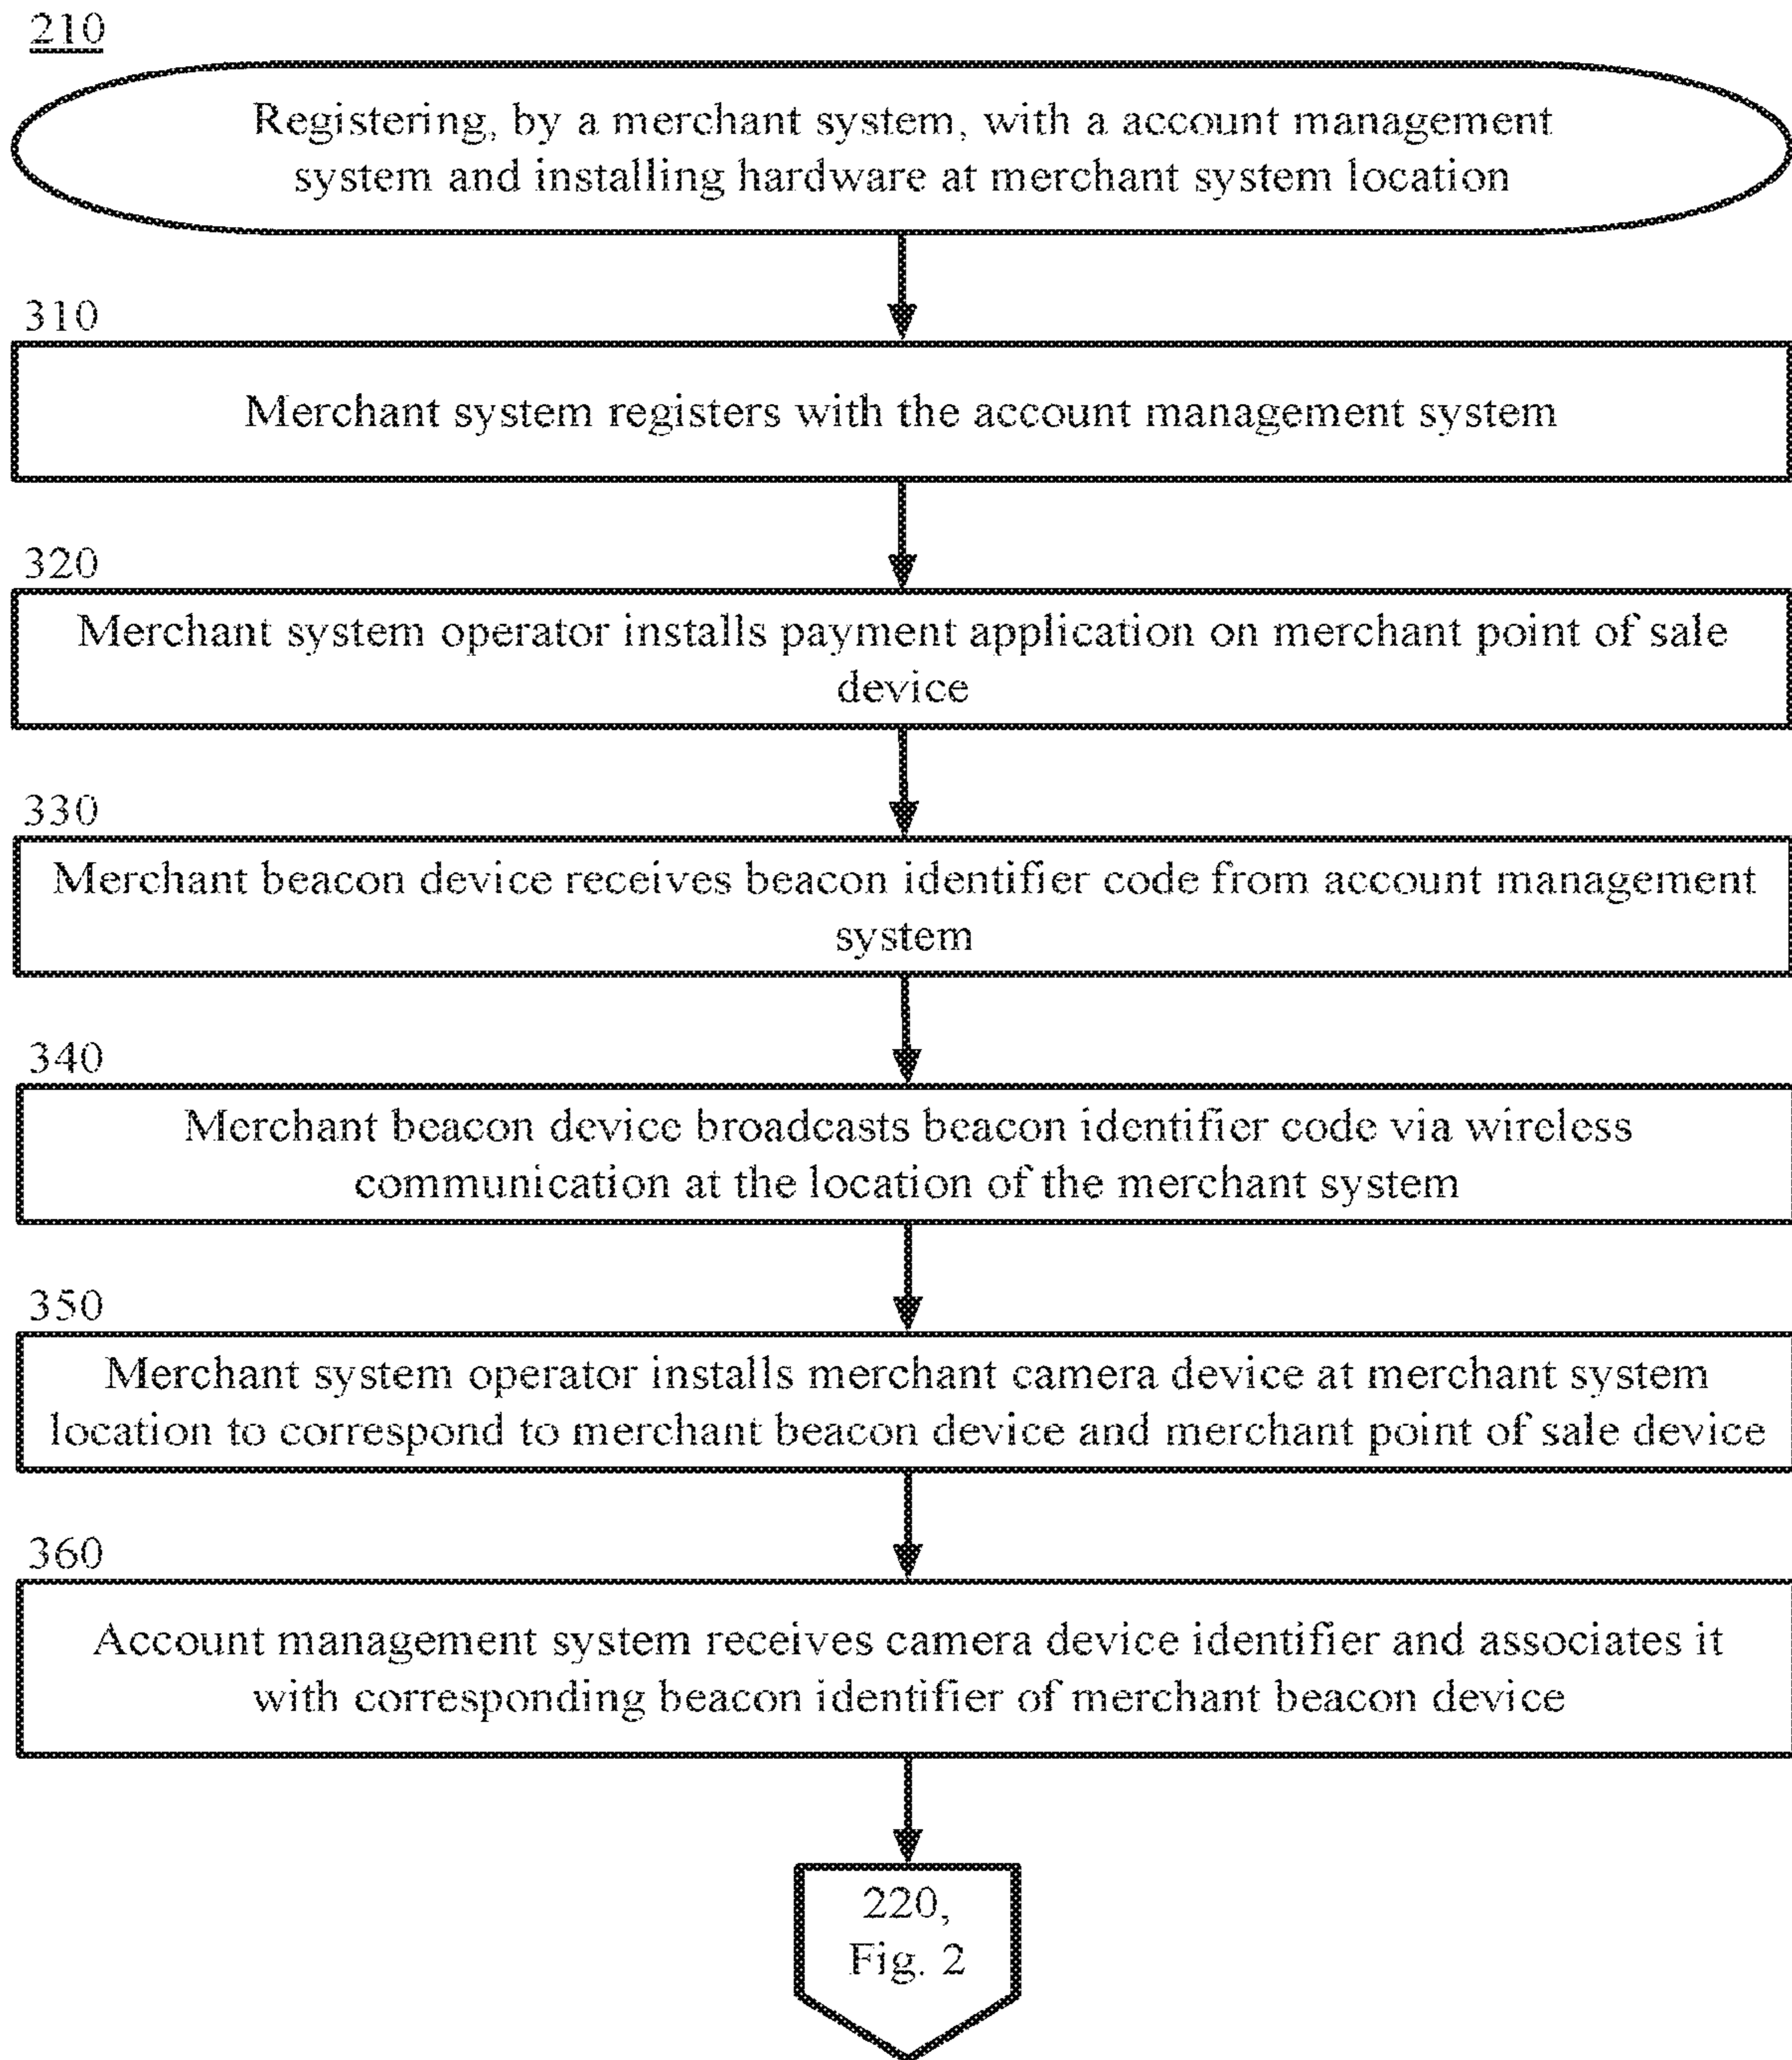 210
Registering, by a merchant system, with a account management
system and installing hardware at merchant system location
310
Merchant system registers with the account management system
320
Merchant system operator installs payment application on merchant point of sale
device
330
Merchant beacon device receives beacon identifier code from account management
system
340
Merchant beacon device broadcasts beacon identifier code via wireless
communication at the location of the merchant system
350
Merchant system operator installs merchant camera device at merchant system
location to correspond to merchant beacon device and merchant point of sale device
360
Account management system receives camera device identifier and associates it
with corresponding beacon identifier of merchant beacon device
220,
Fig. 2